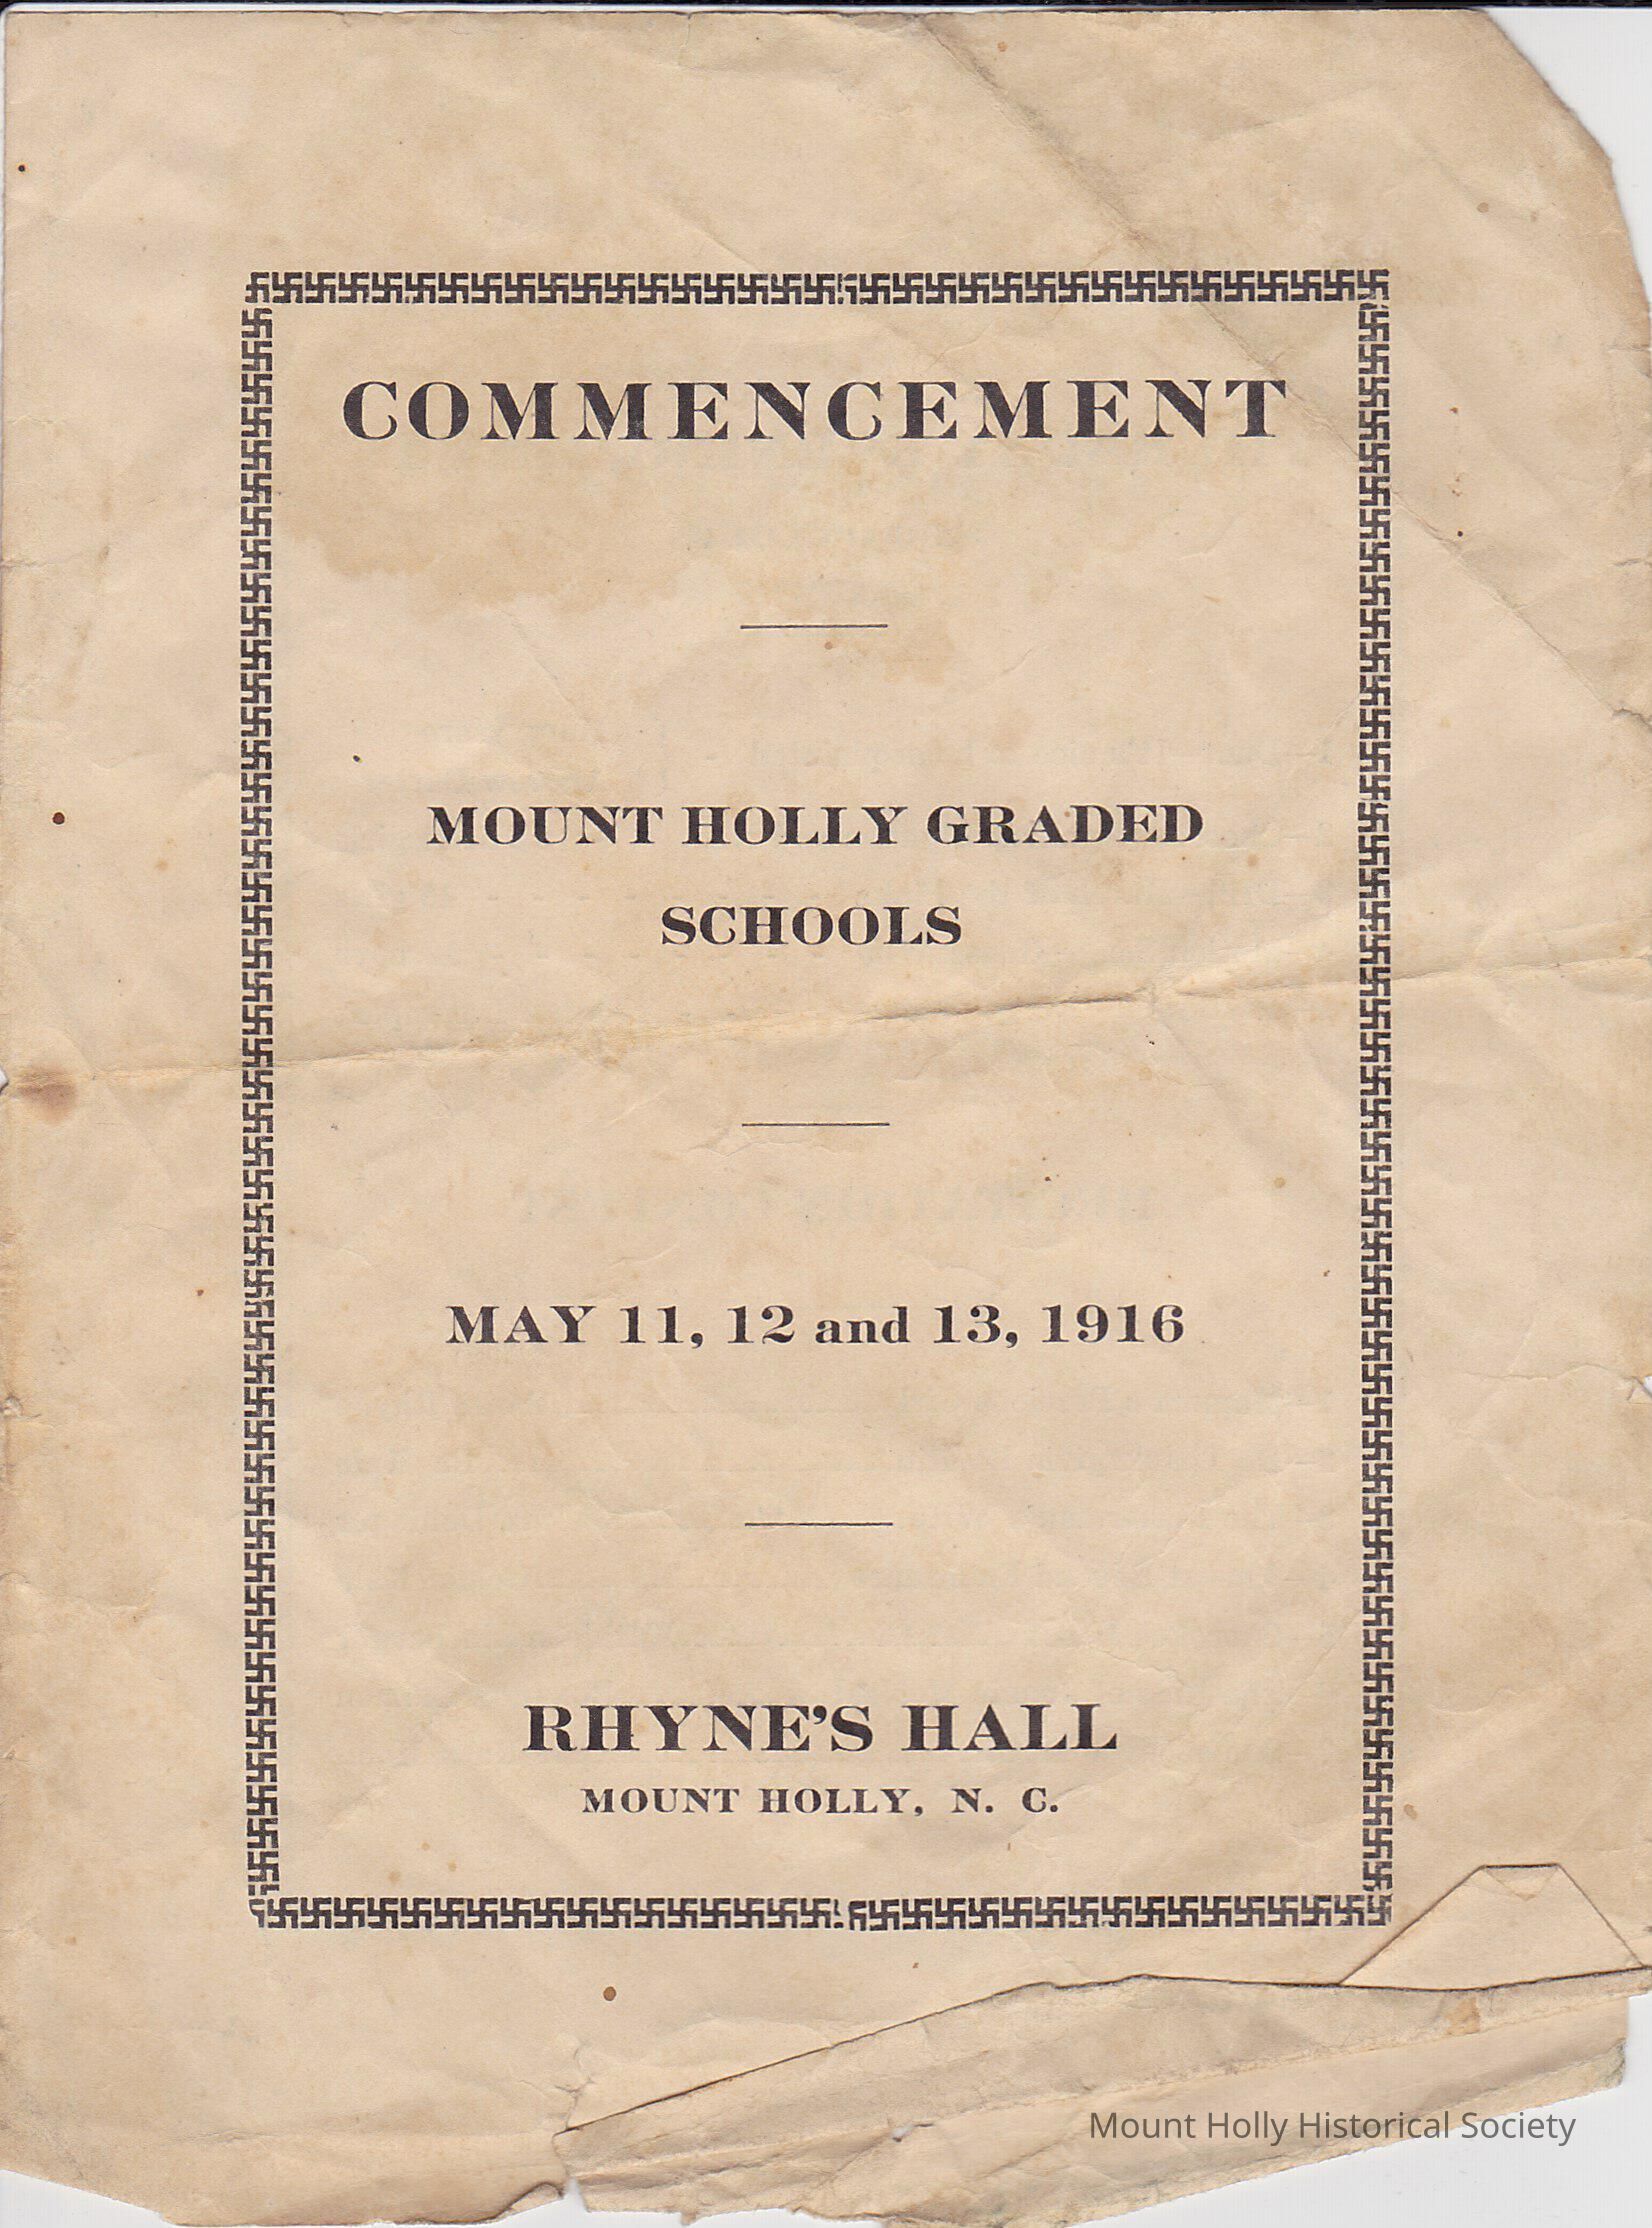 COMMENCEMENT
MOUNT HOLLY GRADED
SCHOOLS
MAY 11, 12 and 13, 1916
RHYNE'S HALL
MOUNT HOLLY, N. C.
Mount Holly Historical Society